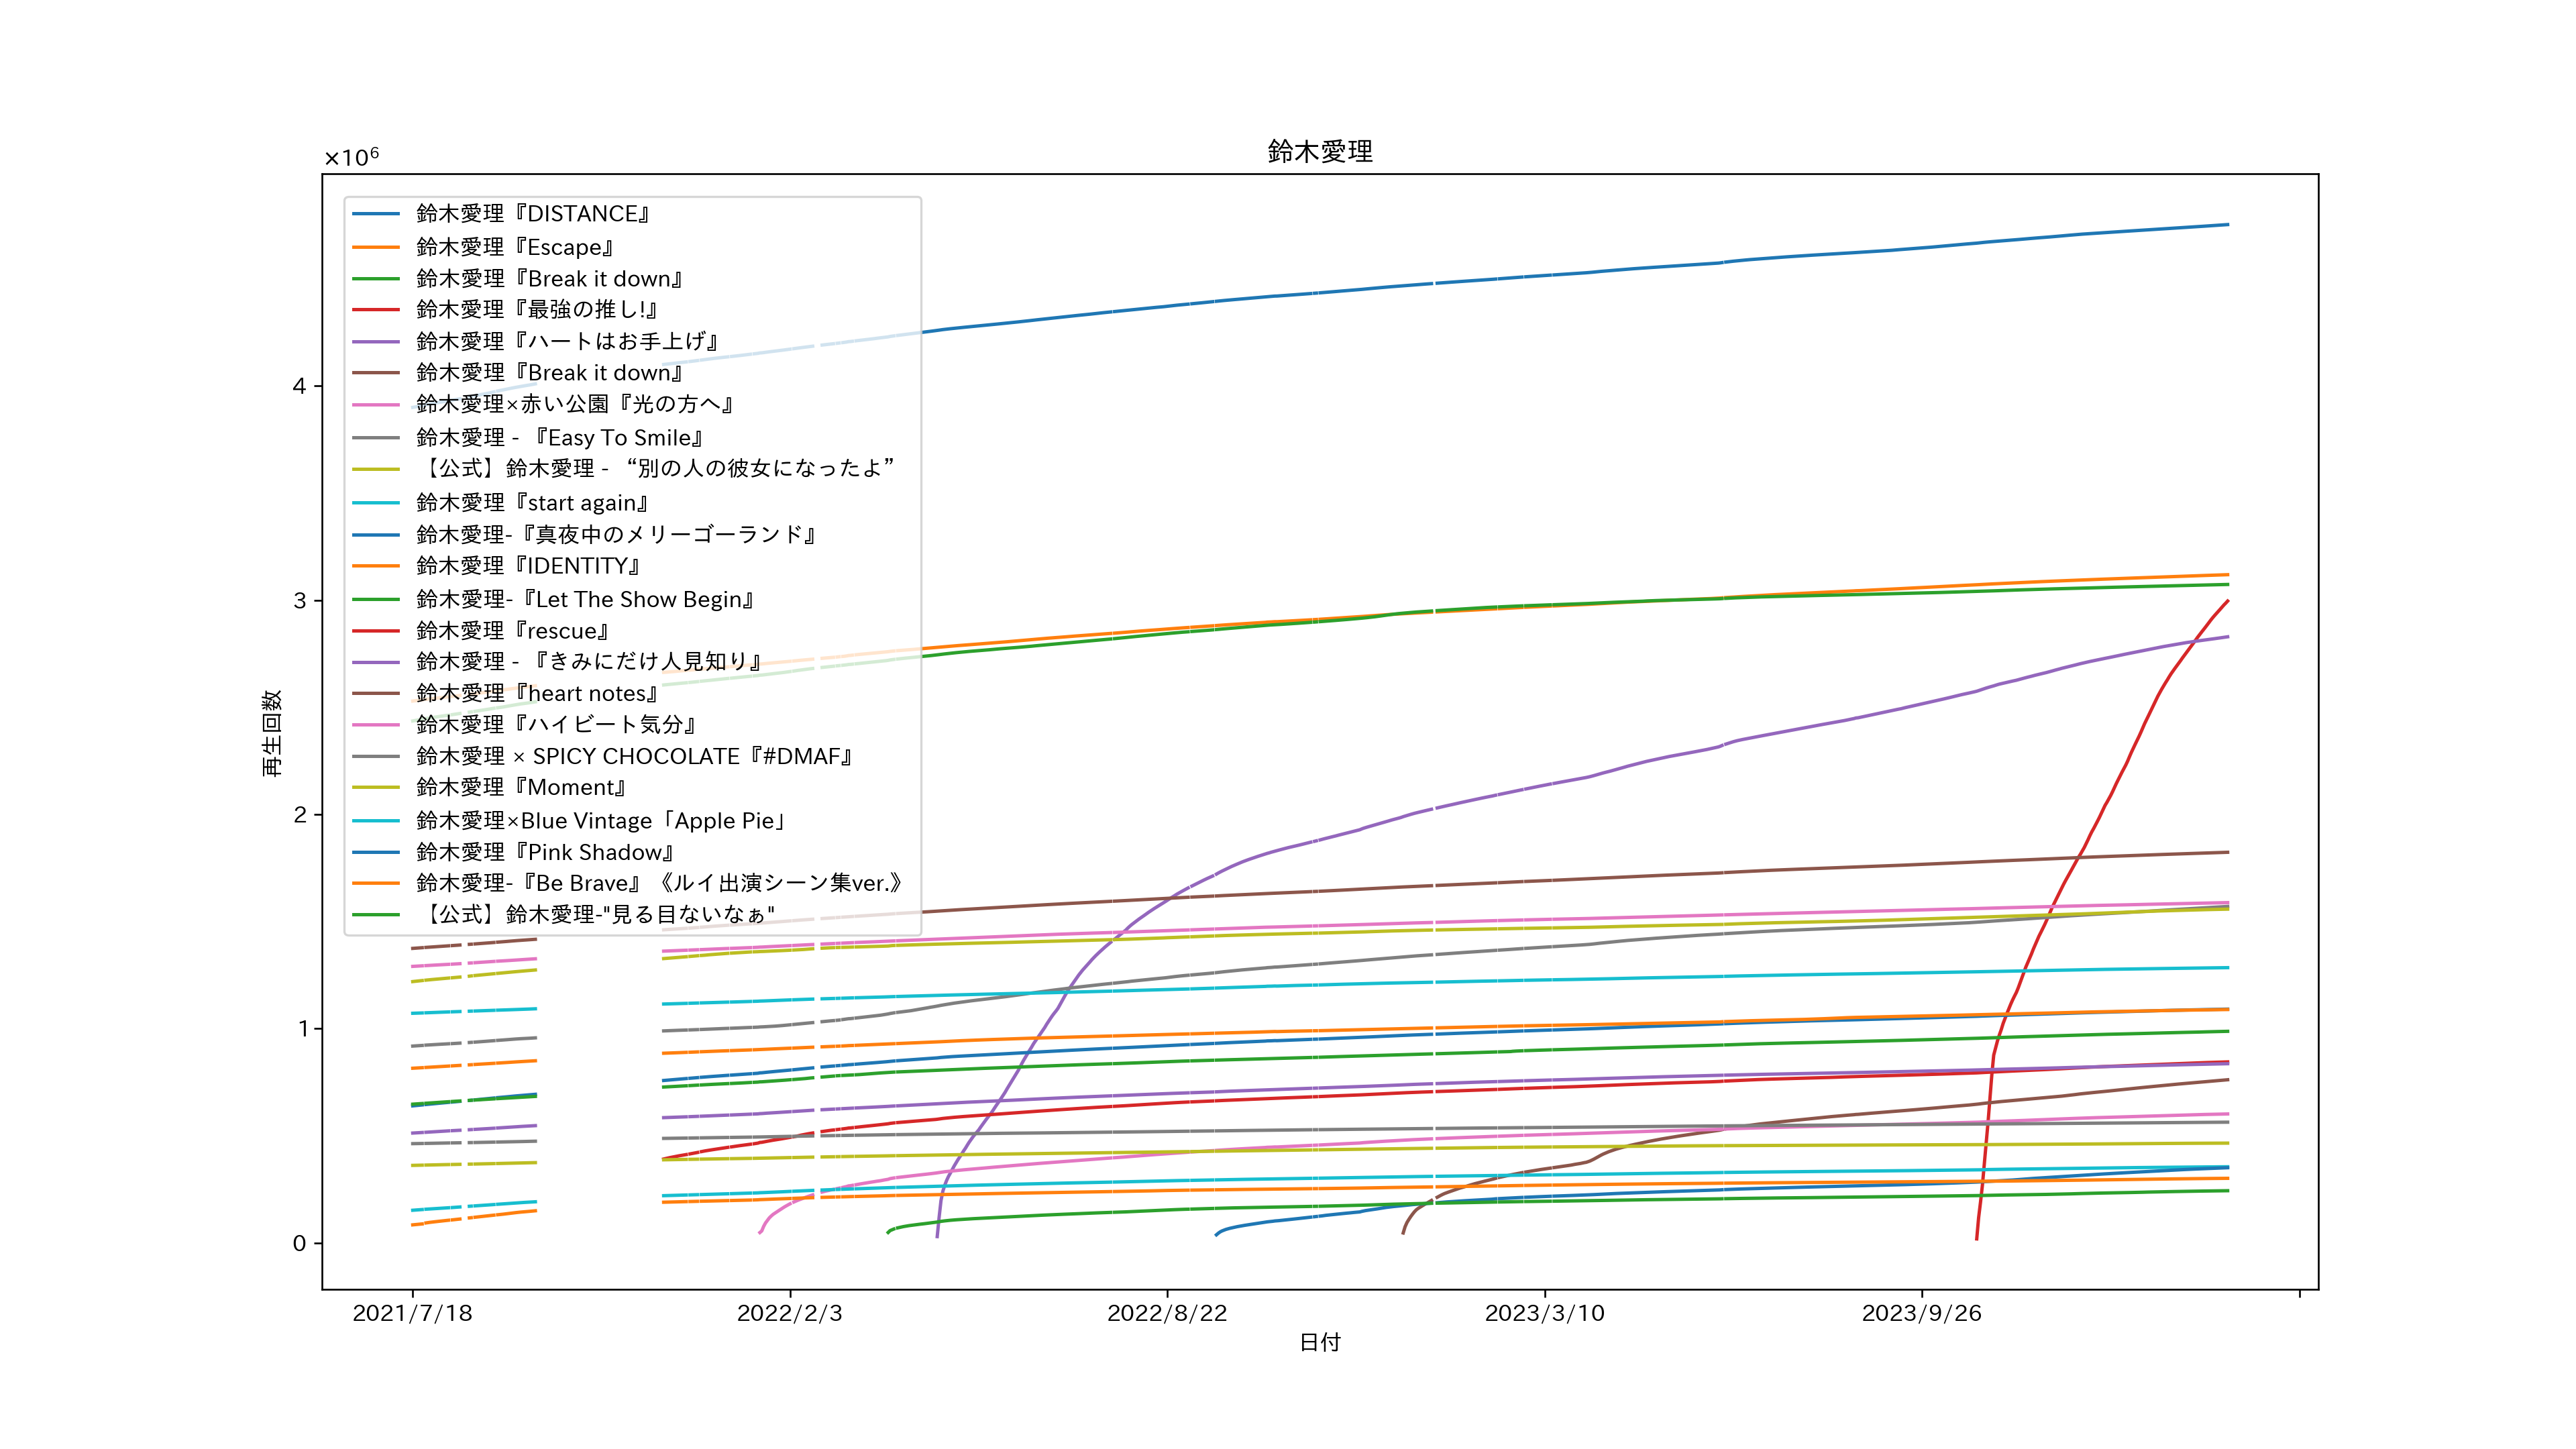 鈴木愛理
×10⁶
鈴木愛理『DISTANCE』
鈴木愛理『Escape』
鈴木愛理『Break it down』
鈴木愛理『最強の推し!』
鈴木愛理『ハートはお手上げ』
鈴木愛理『Break it down』
鈴木愛理×赤い公園『光の方へ』
鈴木愛理 - 『Easy To Smile』
【公式】鈴木愛理 - “別の人の彼女になったよ”
鈴木愛理『start again』
鈴木愛理-『真夜中のメリーゴーランド』
鈴木愛理『IDENTITY』
鈴木愛理-『Let The Show Begin』
鈴木愛理『rescue』
鈴木愛理 - 『きみにだけ人見知り』
鈴木愛理『heart notes』
鈴木愛理『ハイビート気分』
鈴木愛理 × SPICY CHOCOLATE『#DMAF』
鈴木愛理『Moment』
鈴木愛理×Blue Vintage「Apple Pie」
鈴木愛理『Pink Shadow』
鈴木愛理-『Be Brave』《ルイ出演シーン集ver.》
【公式】鈴木愛理-"見る目ないなぁ"
再生回数
4
3
2
1
0
2021/7/18
2022/2/3
2022/8/22
2023/3/10
2023/9/26
日付